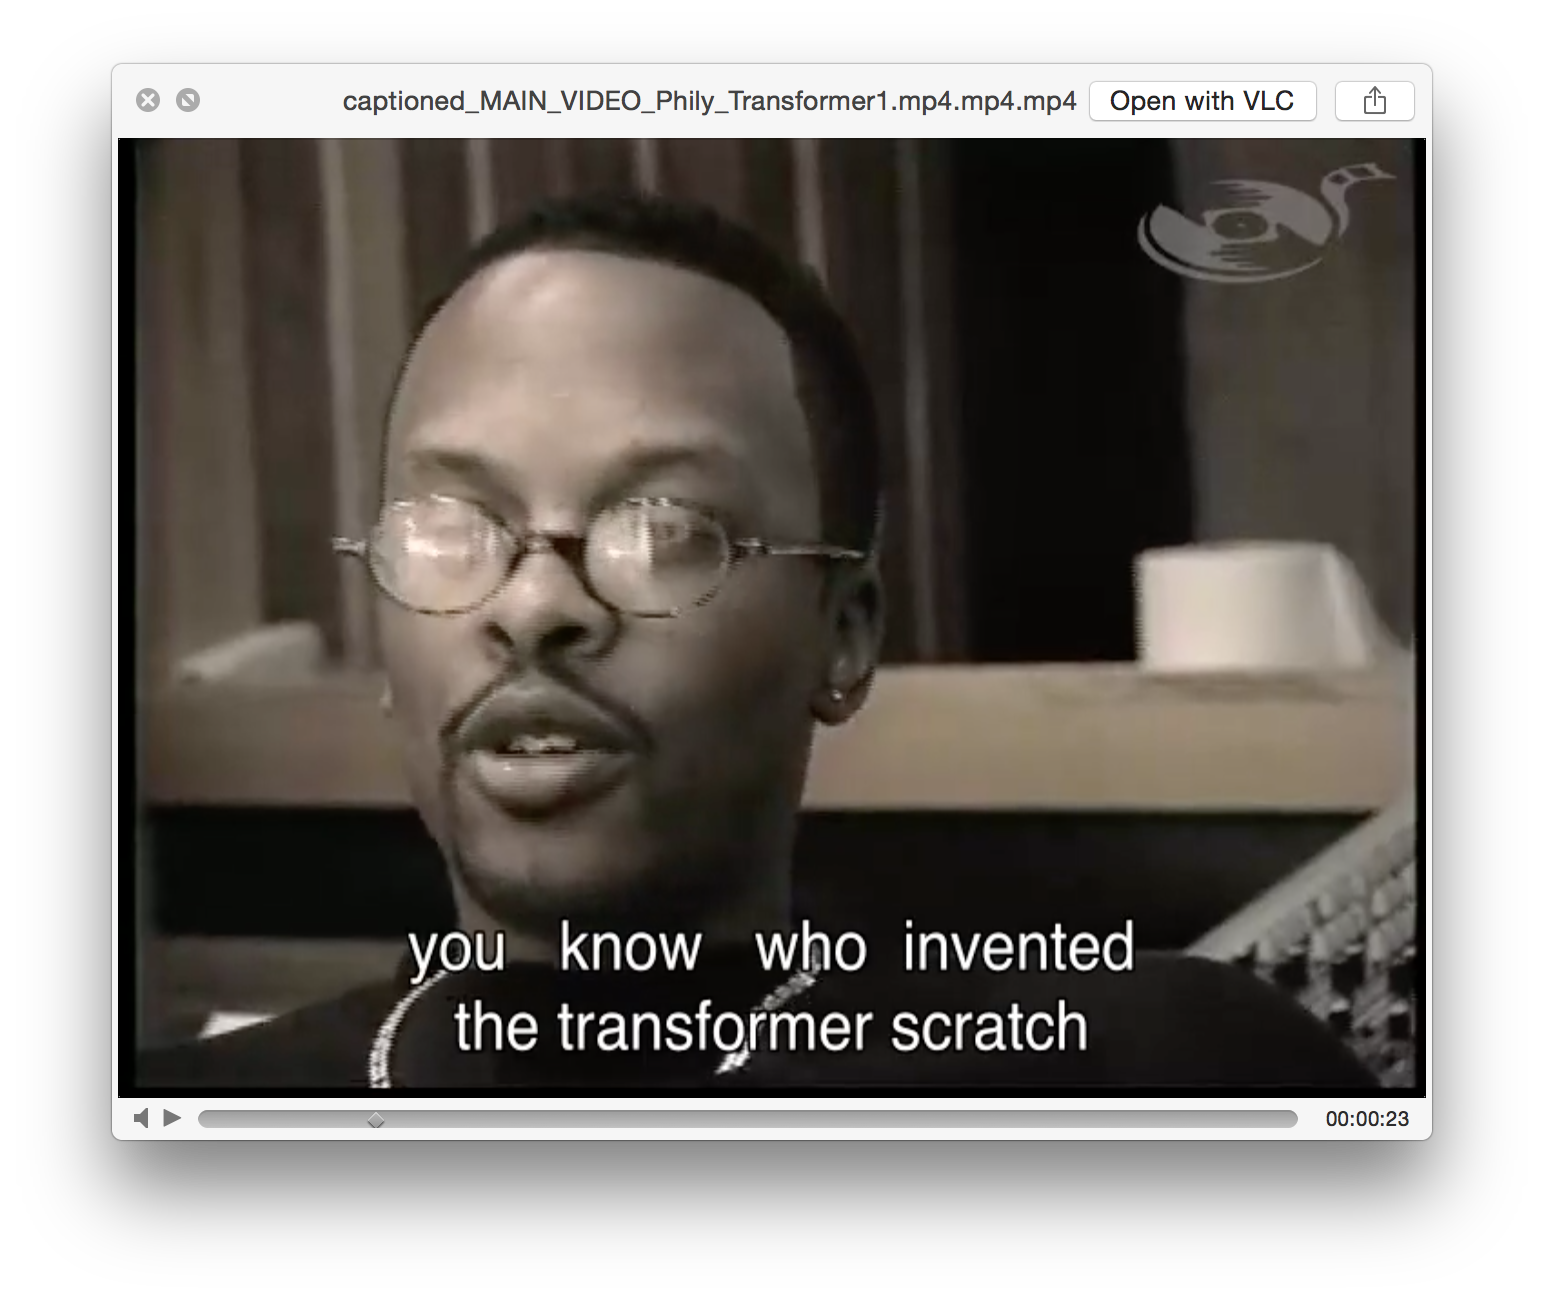 captioned_MAIN_VIDEO_Phily_Transformer1.mp4.mp4.mp4 Open with VLC
you know who invented
the transformer scratch
00:00:23